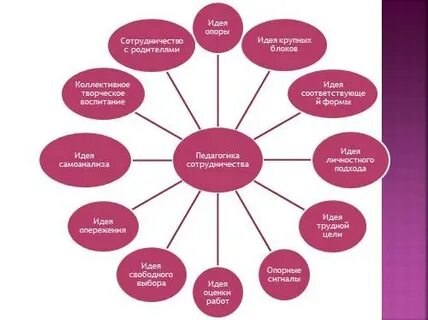 Идея
опоры
Идея крупных
блоков
Идея
соответствующе
й формы
Идея
личностного
подхода
Идея
трудной
цели
Опорные
сигналы
Идея
оценки
работ
Идея
свободного
выбора
Идея
опережения
Идея
самоанализа
Коллективное
творческое
воспитание
Сотрудничество
с родителями
Педагогика
сотрудничества